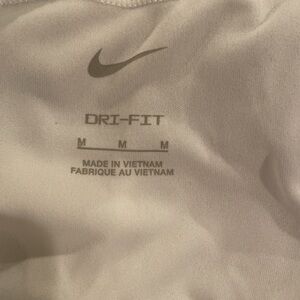 DRI-FIT
M M M
MADE IN VIETNAM
FABRIQUE AU VIETNAM